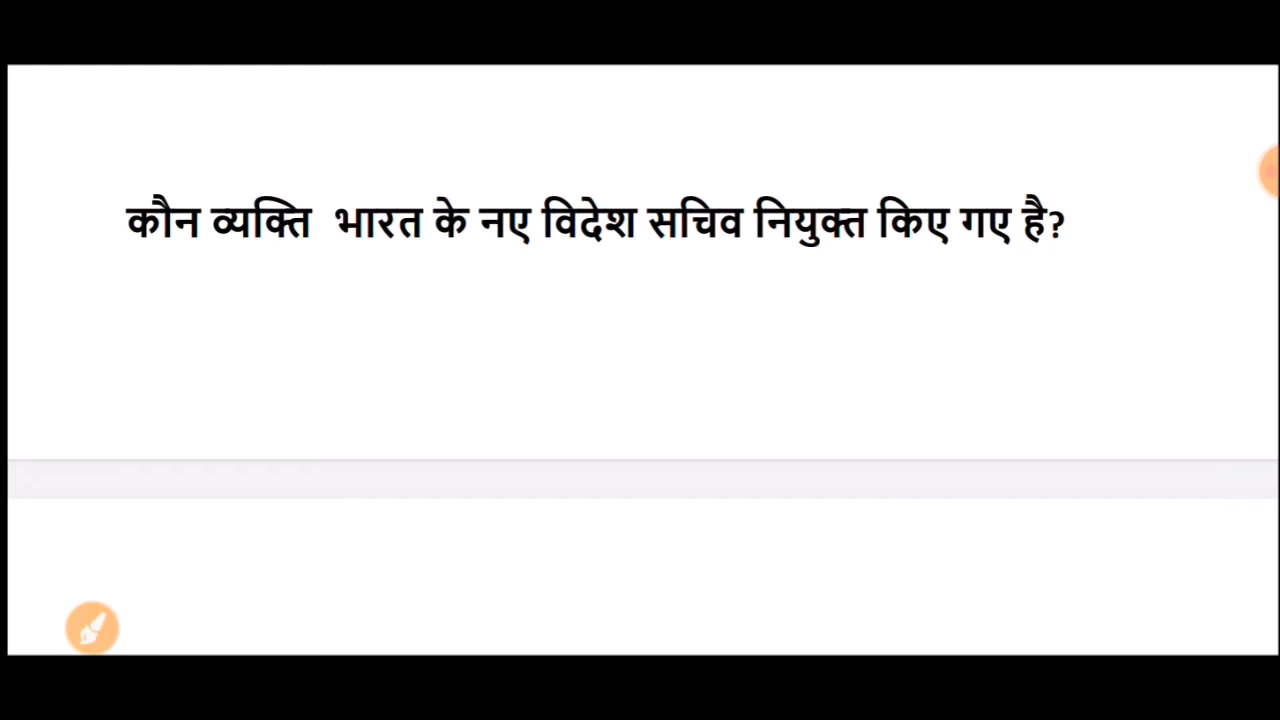 कौन व्यक्ति  भारत के नए विदेश सचिव नियुक्त किए गए है?